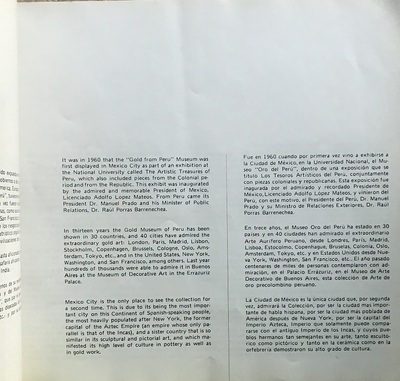 It was in 1960 that the "Gold from Peru" Museum was
first displayed in Mexico City as part of an exhibition at
the National University called The Artistic Treasures of
Peru, which also included pieces from the Colonial pe-
riod and from the Republic. This exhibit was inaugurated
by the admired and memorable President of Mexico,
Licenciado Adolfo Lopez Mateos. From Peru came its
President Dr. Manuel Prado and his Minister of Public
Relations, Dr. Raúl Porras Barrenechea.
In thirteen years the Gold Museum of Peru has been
shown in 30 countries, and 40 cities have admired the
extraordinary gold art: London, Paris, Madrid, Lisbon,
Stockholm, Copenhagen, Brussels, Cologne, Oslo, Ams-
terdam, Tokyo, etc., and in the United States, New York,
Washington, and San Francisco, among others. Last year
hundreds of thousands were able to admire it in Buenos
Aires at the Museum of Decorative Art in the Errazuriz
Palace.
Mexico City is the only place to see the collection for
a second time. This is due to its being the most impor-
tant city on this Continent of Spanish-speaking people,
the most heavily populated after New York, the former
capital of the Aztec Empire (an empire whose only pa-
rallel is that of the Incas), and a sister country that is so
similar in its sculptural and pictorial art, and which ma-
nifested its high level of culture in pottery as well as
in gold work.
Fue en 1960 cuando por primera vez vino a exhibirse a
la Ciudad de México, en la Universidad Nacional, el Mu-
seo "Oro del Perú", dentro de una exposición que se
tituló Los Tesoros Artísticos del Perú, conjuntamente
con piezas coloniales y republicanas. Esta exposición fue
inagurada por el admirado y recordado Presidente de
México, Licenciado Adolfo López Mateos, y vinieron del
Perú, con este motivo, el Presidente del Perú, Dr. Manuel
Prado y su Ministro de Relaciones Exteriores, Dr. Raúl
Porras Barrenechea.
En trece años, el Museo Oro del Perú ha estado en 30
países y en 40 ciudades han admirado el extraordinario
Arte Aurífero Peruano, desde Londres, París, Madrid,
Lisboa, Estocolmo, Copenhague, Bruselas, Colonia, Oslo,
Amsterdam, Tokyo, etc. y en Estados Unidos desde Nue-
va York, Washington, San Francisco, etc. El año pasado
centenares de miles de personas contemplaron con ad-
miración, en el Palacio Errázuriz, en el Museo de Arte
Decorativo de Buenos Aires, esta colección de Arte de
oro precolombino peruano.
La Ciudad de México es la única ciudad que, por segunda
vez, admirará la Colección, por ser la ciudad mas impor-
tante de habla hispana, por ser la ciudad mas poblada de
América después de Nueva York, por ser la capital del
Imperio Azteca, Imperio que solamente puede compa-
rarse con el antiguo Imperio de los Incas, y cuyos pue-
blos hermanos tan semejantes en su arte, tanto escultó-
rico como pictórico y tanto en la cerámica como en la
orfebrería demostraron su alto grado de cultura.